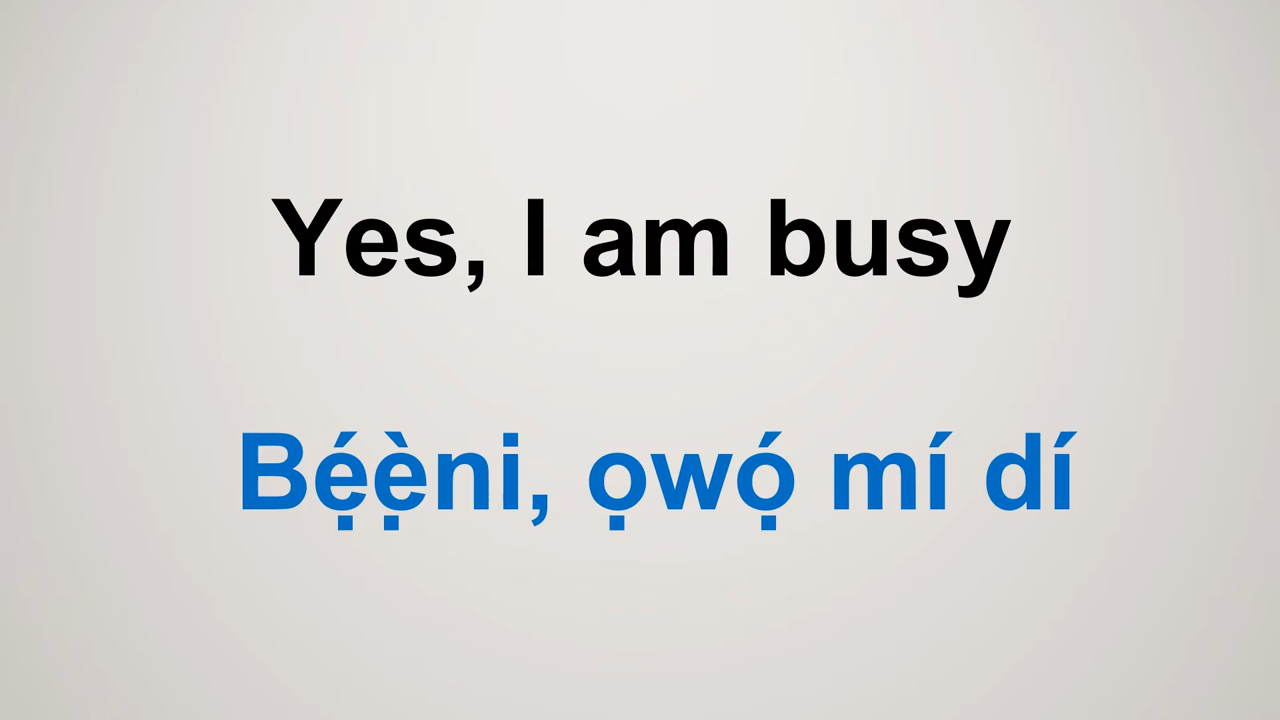 Yes, I am busy
Bẹ́ẹ̀ni, ọwọ́ mí dí